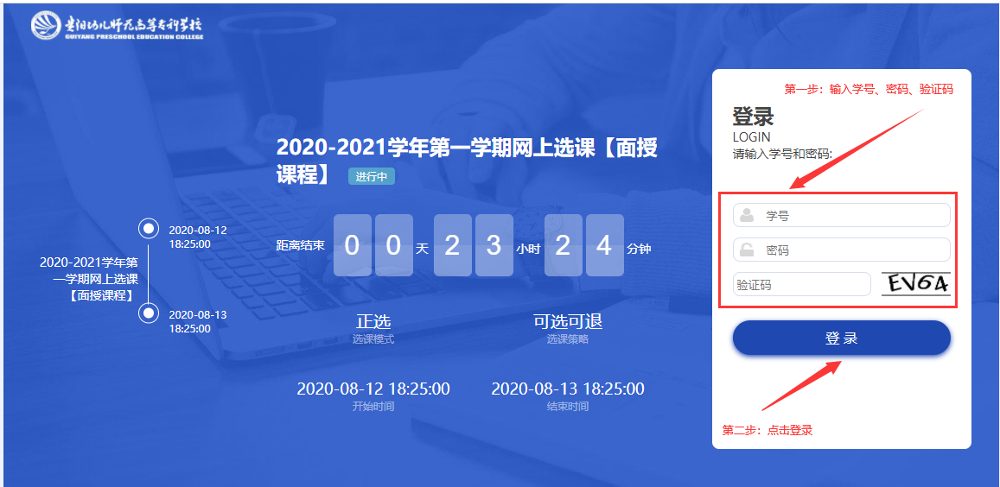 贵阳幼儿师范高等专科学校
GUIYANG PRESCHOOL EDUCATION COLLEGE
2020-08-12
18:25:00
2020-2021学年第
一学期网上选课
【面授课程】
2020-08-13
18:25:00
2020-2021学年第一学期网上选课【面授
课程】 进行中
距离结束 0 0 天 2 3 小时 2 4 分钟
正选
选课模式
可选可退
选课策略
2020-08-12 18:25:00
开始时间
2020-08-13 18:25:00
结束时间
第一步：输入学号、密码、验证码
登录
LOGIN
请输入学号和密码:
学号
密码
验证码 EV64
登 录
第二步：点击登录